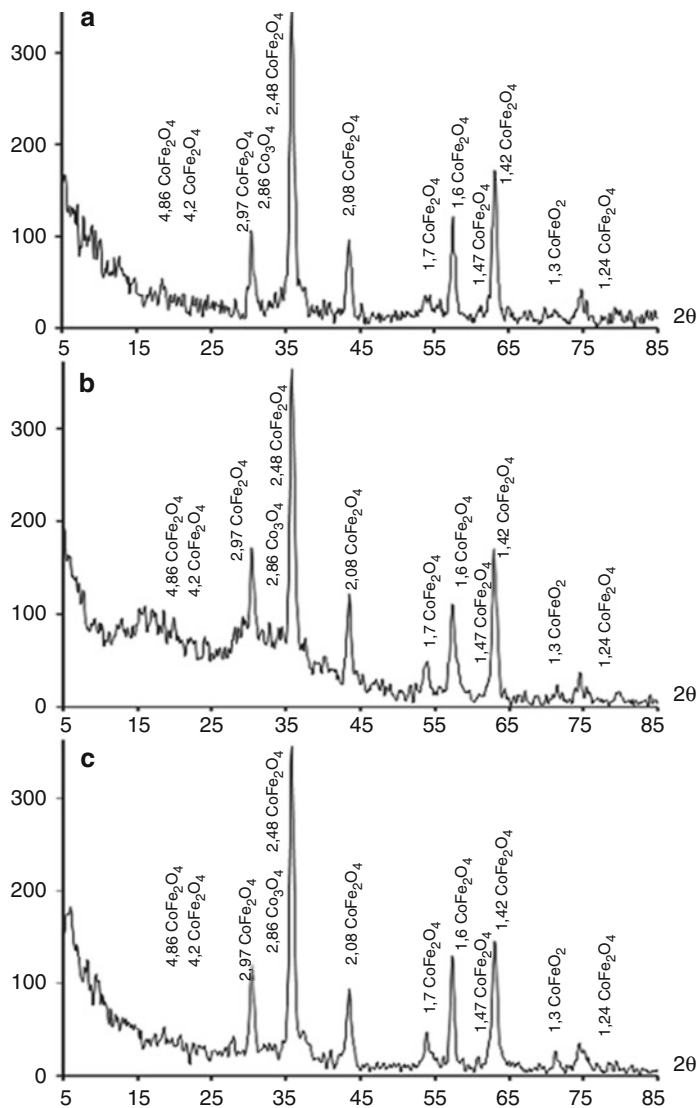 a
300
200
100
0
4,86 CoFe2O4
4,2 CoFe2O4
2,97 CoFe2O4
2,86 Co3O4
2,48 CoFe2O4
2,08 CoFe2O4
1,7 CoFe2O4
1,6 CoFe2O4
1,47 CoFe2O4
1,42 CoFe2O4
1,3 CoFeO2
1,24 CoFe2O4
2θ
5 15 25 35 45 55 65 75 85
b
300
200
100
0
4,86 CoFe2O4
4,2 CoFe2O4
2,97 CoFe2O4
2,86 Co3O4
2,48 CoFe2O4
2,08 CoFe2O4
1,7 CoFe2O4
1,6 CoFe2O4
1,47 CoFe2O4
1,42 CoFe2O4
1,3 CoFeO2
1,24 CoFe2O4
2θ
5 15 25 35 45 55 65 75 85
c
300
200
100
0
4,86 CoFe2O4
4,2 CoFe2O4
2,97 CoFe2O4
2,86 Co3O4
2,48 CoFe2O4
2,08 CoFe2O4
1,7 CoFe2O4
1,6 CoFe2O4
1,47 CoFe2O4
1,42 CoFe2O4
1,3 CoFeO2
1,24 CoFe2O4
2θ
5 15 25 35 45 55 65 75 85